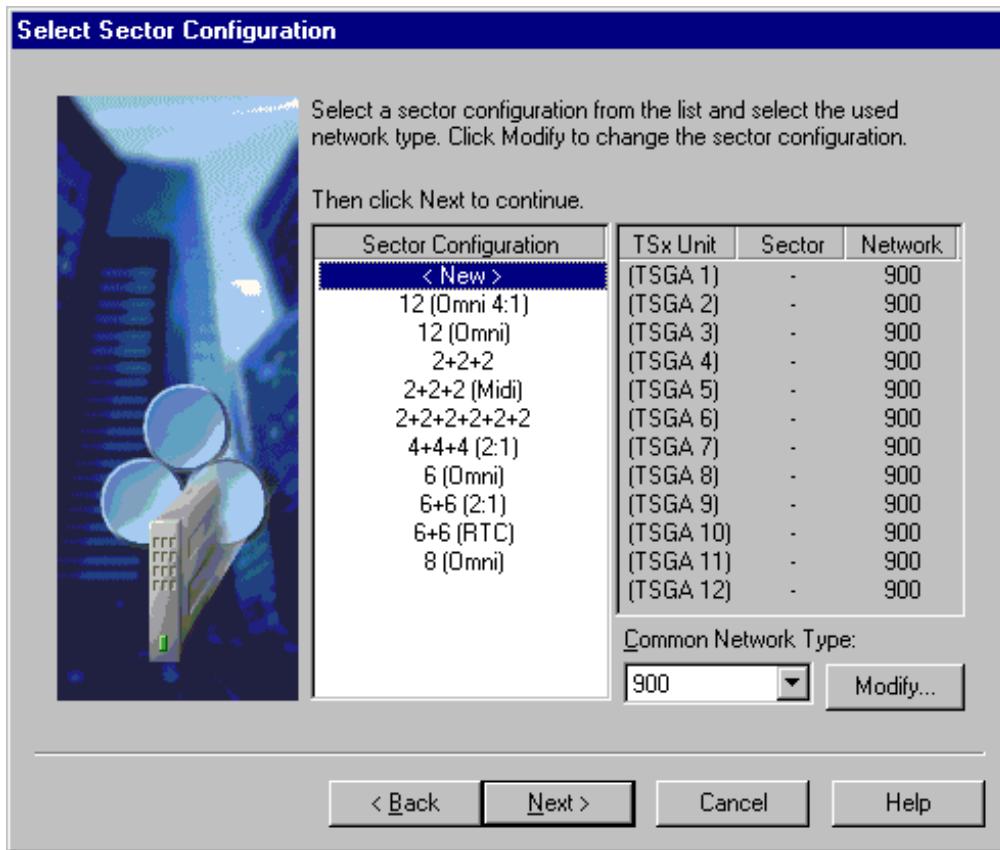 Select Sector Configuration
Select a sector configuration from the list and select the used
network type. Click Modify to change the sector configuration.
Then click Next to continue.
Sector Configuration
< New >
12 (Omni 4:1)
12 (Omni)
2+2+2
2+2+2 (Midi)
2+2+2+2+2+2
4+4+4 (2:1)
6 (Omni)
6+6 (2:1)
6+6 (RTC)
8 (Omni)
TSx Unit Sector Network
(TSGA 1) - 900
(TSGA 2) - 900
(TSGA 3) - 900
(TSGA 4) - 900
(TSGA 5) - 900
(TSGA 6) - 900
(TSGA 7) - 900
(TSGA 8) - 900
(TSGA 9) - 900
(TSGA 10) - 900
(TSGA 11) - 900
(TSGA 12) - 900
Common Network Type:
900
Modify...
< Back
Next >
Cancel
Help